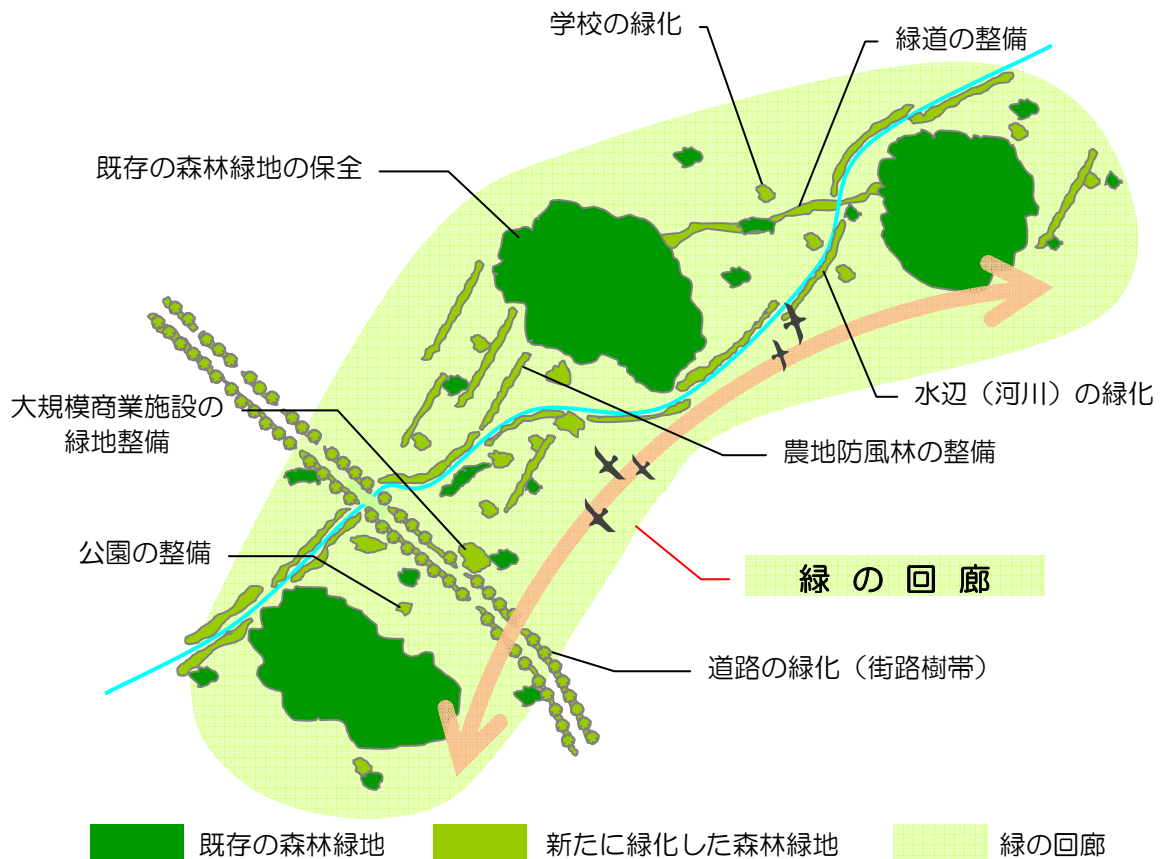 学校の緑化
緑道の整備
既存の森林緑地の保全
水辺（河川）の緑化
大規模商業施設の
緑地整備
農地防風林の整備
公園の整備
緑の回廊
道路の緑化（街路樹帯）
既存の森林緑地
新たに緑化した森林緑地
緑の回廊